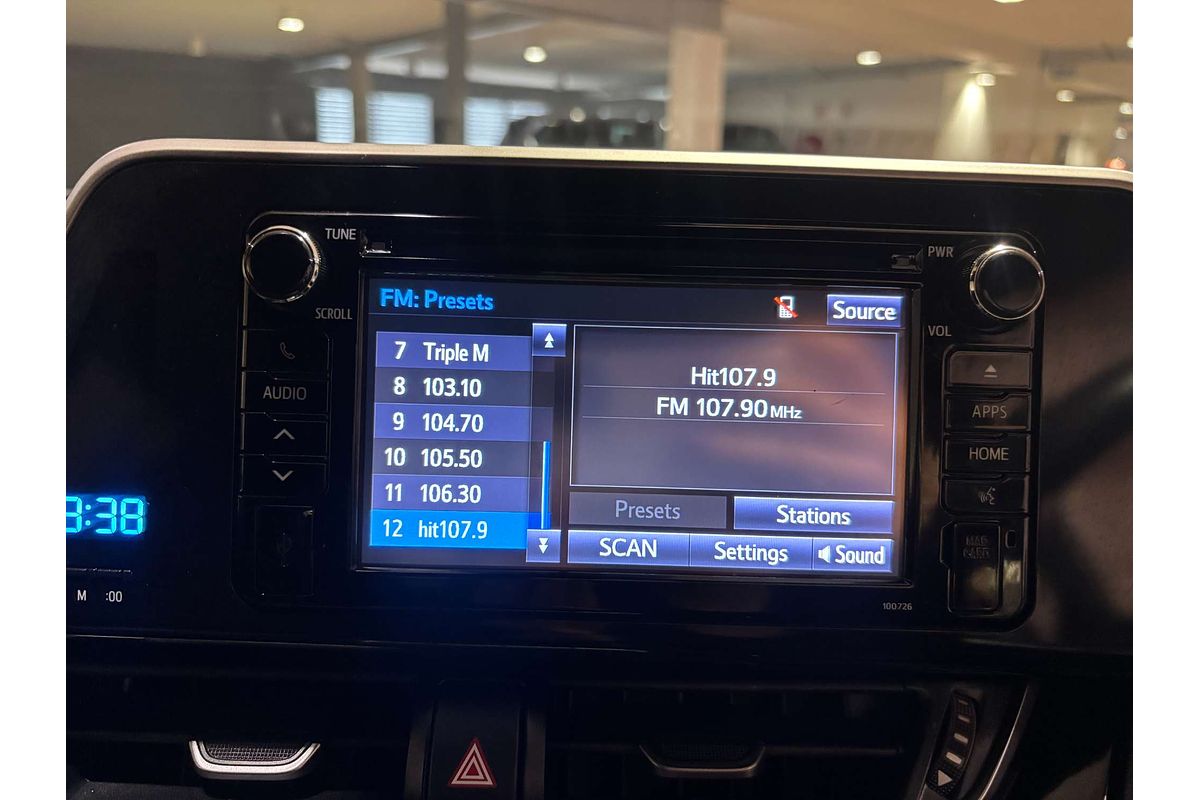 TUNE
SCROLL
AUDIO
PWR
VOL
APPS
HOME
MAP
CARD
100726
FM: Presets
Source
7 Triple M
8 103.10
9 104.70
10 105.50
11 106.30
12 hit107.9
Hit107.9
FM 107.90 MHz
Presets
Stations
SCAN
Settings
Sound
:38
M :00